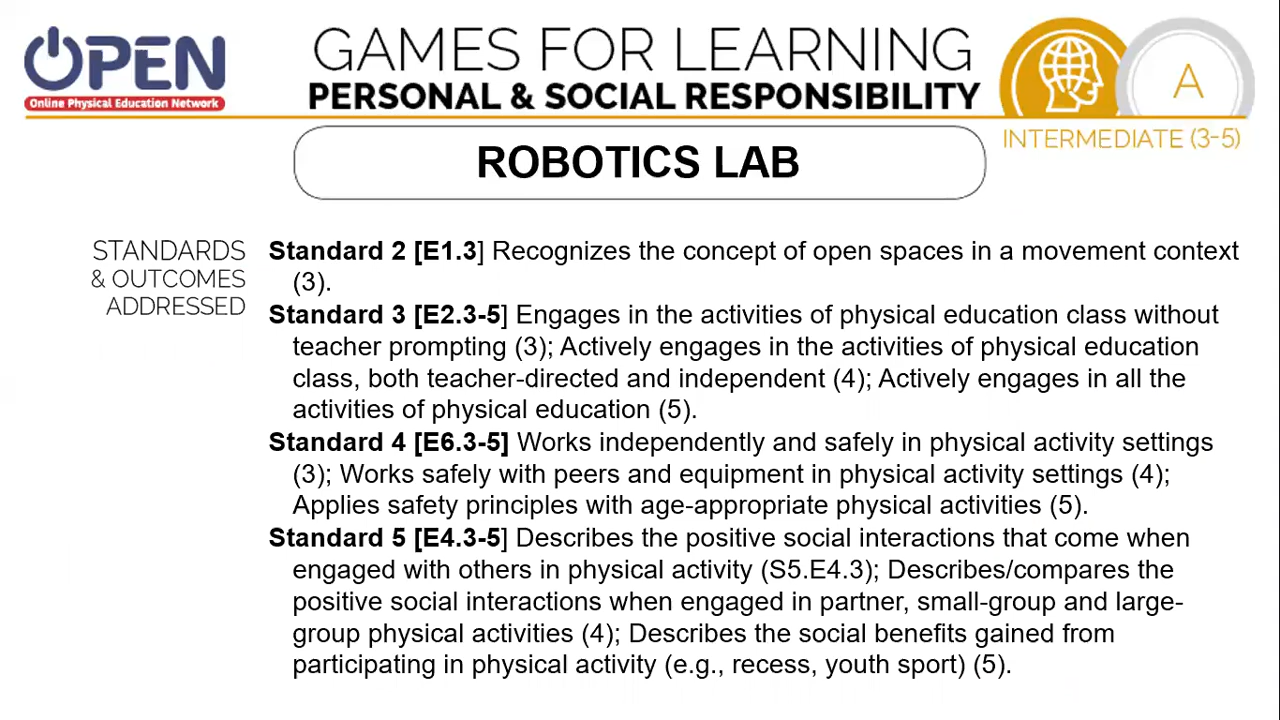 OPEN
Online Physical Education Network
GAMES FOR LEARNING
PERSONAL & SOCIAL RESPONSIBILITY
A
INTERMEDIATE (3-5)
ROBOTICS LAB
STANDARDS
& OUTCOMES
ADDRESSED
Standard 2 [E1.3] Recognizes the concept of open spaces in a movement context
(3).
Standard 3 [E2.3-5] Engages in the activities of physical education class without
teacher prompting (3); Actively engages in the activities of physical education
class, both teacher-directed and independent (4); Actively engages in all the
activities of physical education (5).
Standard 4 [E6.3-5] Works independently and safely in physical activity settings
(3); Works safely with peers and equipment in physical activity settings (4);
Applies safety principles with age-appropriate physical activities (5).
Standard 5 [E4.3-5] Describes the positive social interactions that come when
engaged with others in physical activity (S5.E4.3); Describes/compares the
positive social interactions when engaged in partner, small-group and large-
group physical activities (4); Describes the social benefits gained from
participating in physical activity (e.g., recess, youth sport) (5).